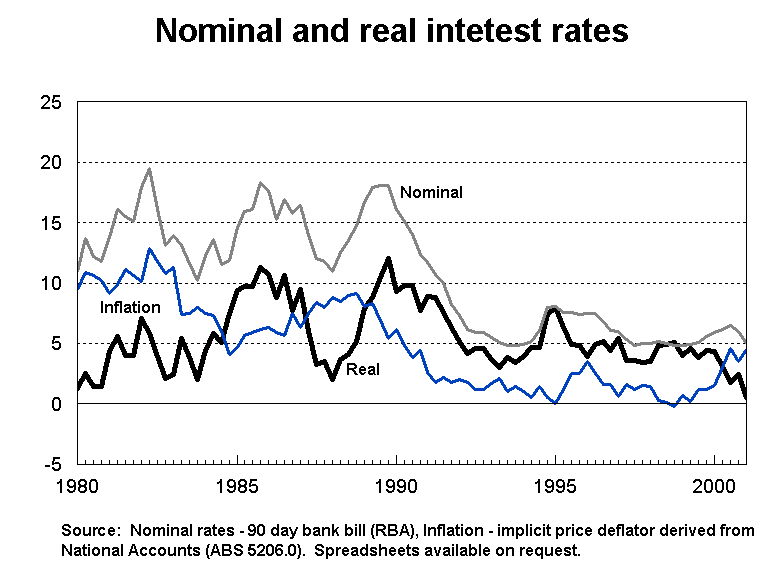 Nominal and real intetest rates
25
20
15
10
5
0
-5
Nominal
Inflation
Real
1980 1985 1990 1995 2000
Source: Nominal rates - 90 day bank bill (RBA), Inflation - implicit price deflator derived from
National Accounts (ABS 5206.0). Spreadsheets available on request.